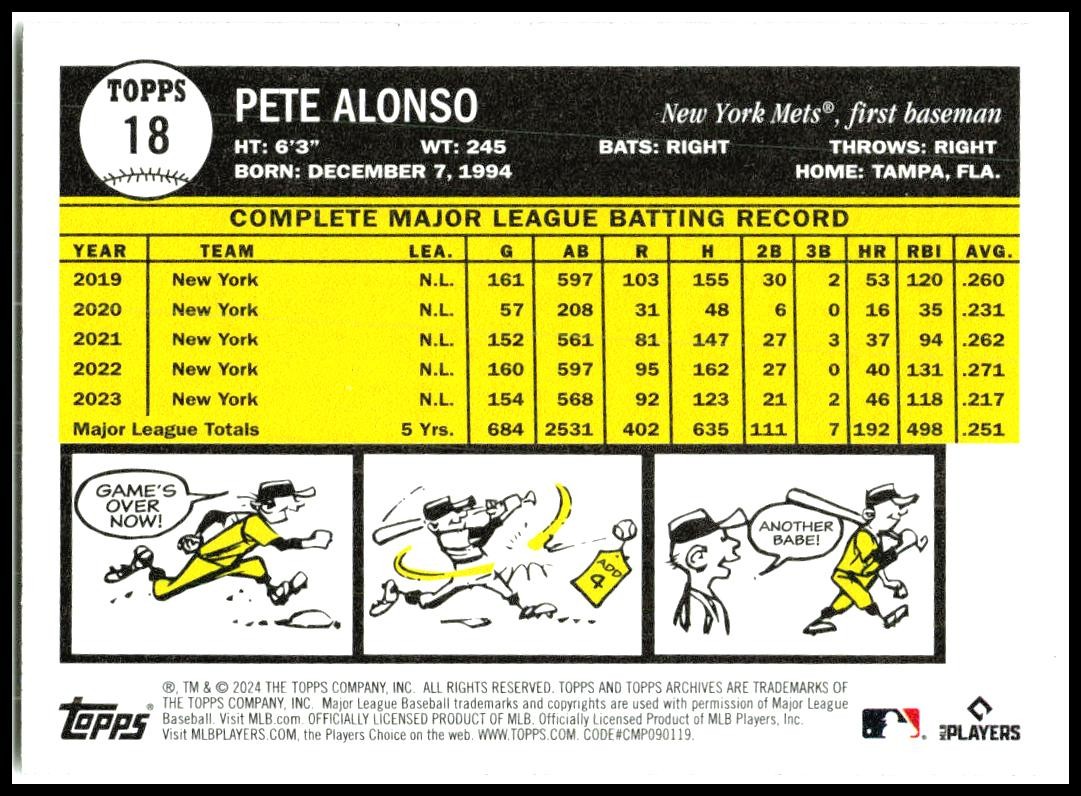 TOPPS
18
PETE ALONSO
New York Mets®, first baseman
HT: 6'3" WT: 245 BATS: RIGHT THROWS: RIGHT
BORN: DECEMBER 7, 1994 HOME: TAMPA, FLA.
COMPLETE MAJOR LEAGUE BATTING RECORD
YEAR TEAM LEA. G AB R H 2B 3B HR RBI AVG.
2019 New York N.L. 161 597 103 155 30 2 53 120 .260
2020 New York N.L. 57 208 31 48 6 0 16 35 .231
2021 New York N.L. 152 561 81 147 27 3 37 94 .262
2022 New York N.L. 160 597 95 162 27 0 40 131 .271
2023 New York N.L. 154 568 92 123 21 2 46 118 .217
Major League Totals 5 Yrs. 684 2531 402 635 111 7 192 498 .251
GAME'S
OVER
NOW!
ADD
4
ANOTHER
BABE!
®, TM & © 2024 THE TOPPS COMPANY, INC. ALL RIGHTS RESERVED. TOPPS AND TOPPS ARCHIVES ARE TRADEMARKS OF
THE TOPPS COMPANY, INC. Major League Baseball trademarks and copyrights are used with permission of Major League
Baseball. Visit MLB.com. OFFICIALLY LICENSED PRODUCT OF MLB. Officially Licensed Product of MLB Players, Inc.
Visit MLBPLAYERS.COM, the Players Choice on the web. WWW.TOPPS.COM. CODE#CMP090119.
Topps®
MLB PLAYERS